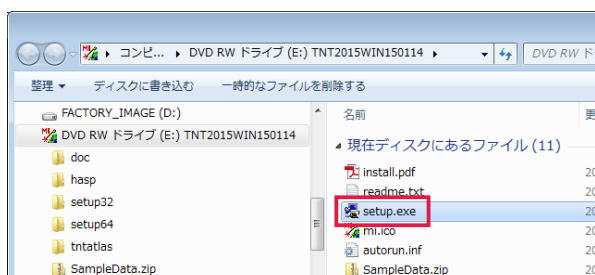 コンピ... ▸ DVD RW ドライブ (E:) TNT2015WIN150114 ▸ DVD RW ド
整理 ▼ ディスクに書き込む 一時的なファイルを削除する
FACTORY_IMAGE (D:)
DVD RW ドライブ (E:) TNT2015WIN150114
doc
hasp
setup32
setup64
tntatlas
SampleData.zip
名前
現在ディスクにあるファイル (11)
install.pdf 20
readme.txt 20
setup.exe 20
mi.ico 20
autorun.inf 20
SampleData.zip 20